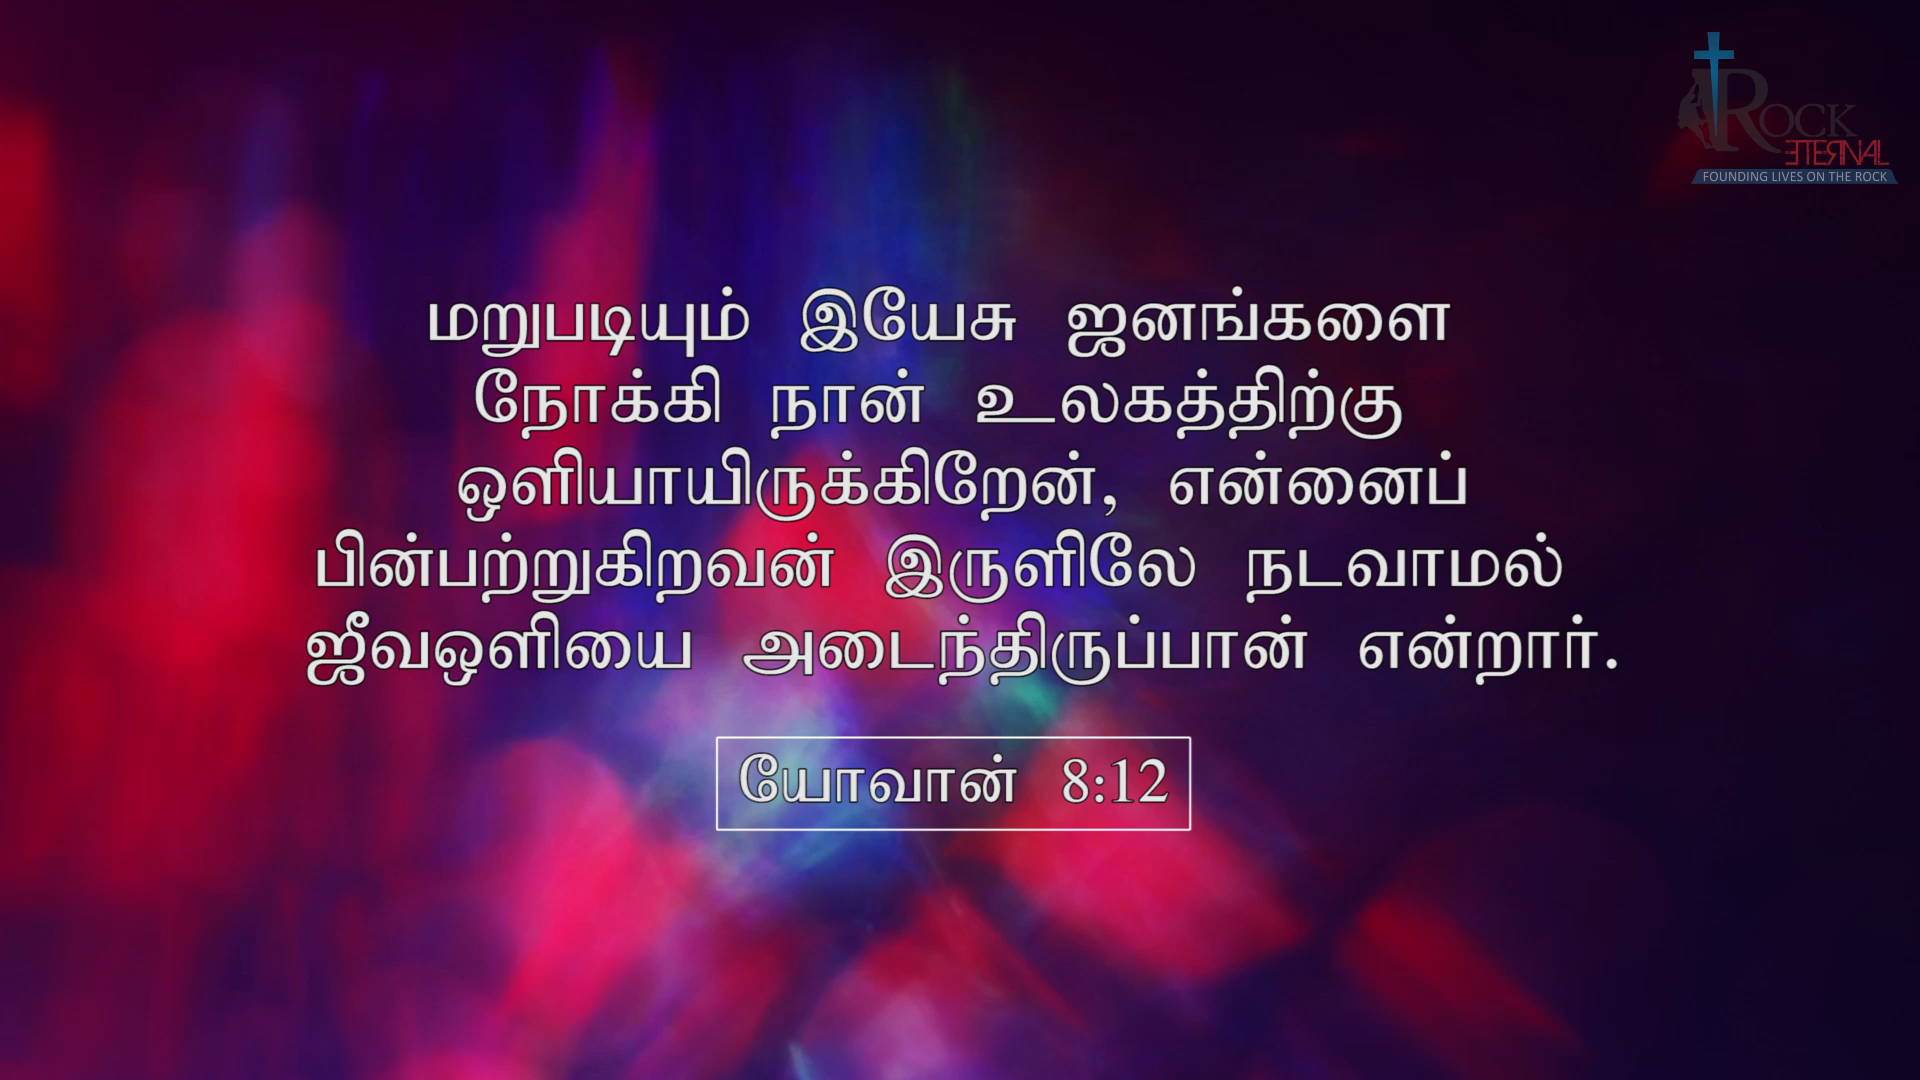 ROCK
ETERNAL
FOUNDING LIVES ON THE ROCK
மறுபடியும் இயேசு ஜனங்களை
நோக்கி நான் உலகத்திற்கு
ஒளியாயிருக்கிறேன், என்னைப்
பின்பற்றுகிறவன் இருளிலே நடவாமல்
ஜீவஒளியை அடைந்திருப்பான் என்றார்.
யோவான் 8:12